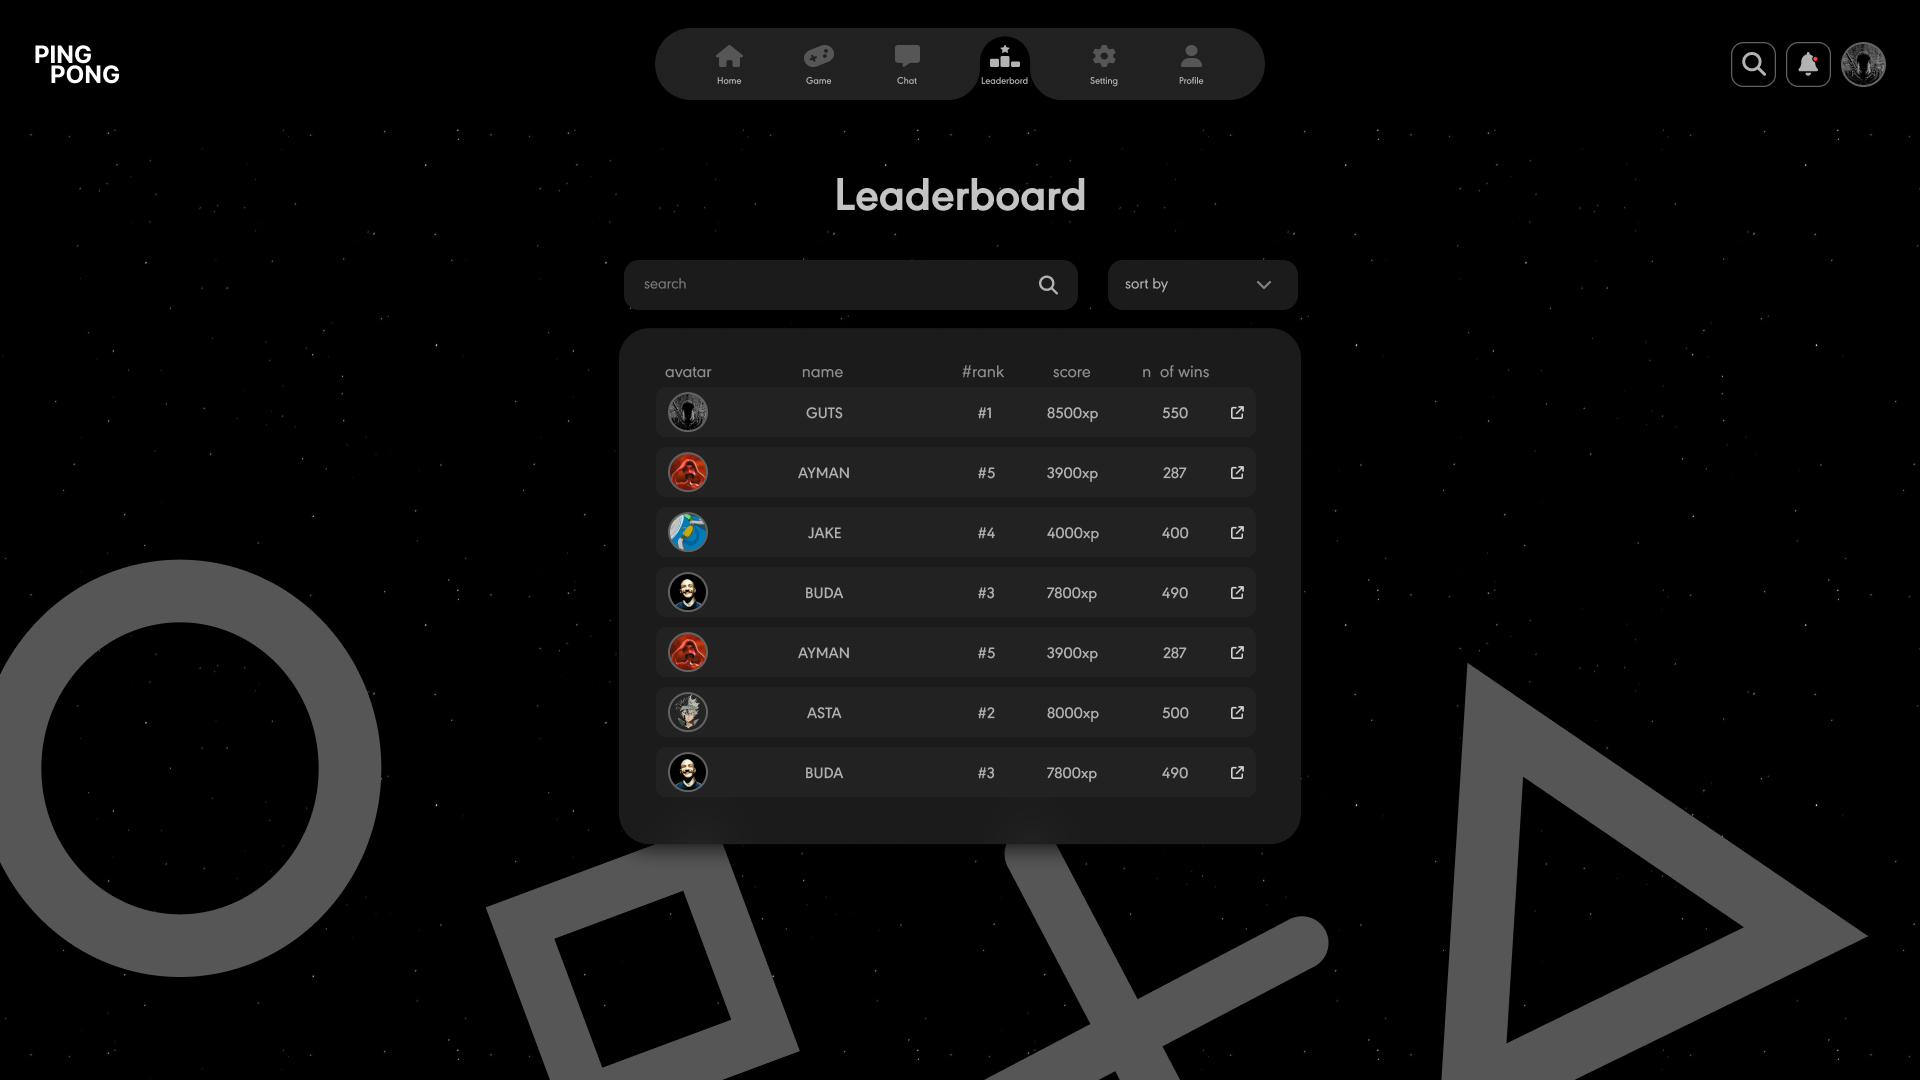 PING
PONG
Home
Game
Chat
Leaderbord
Setting
Profile
Leaderboard
search
sort by
avatar name #rank score n of wins
GUTS #1 8500xp 550
AYMAN #5 3900xp 287
JAKE #4 4000xp 400
BUDA #3 7800xp 490
AYMAN #5 3900xp 287
ASTA #2 8000xp 500
BUDA #3 7800xp 490